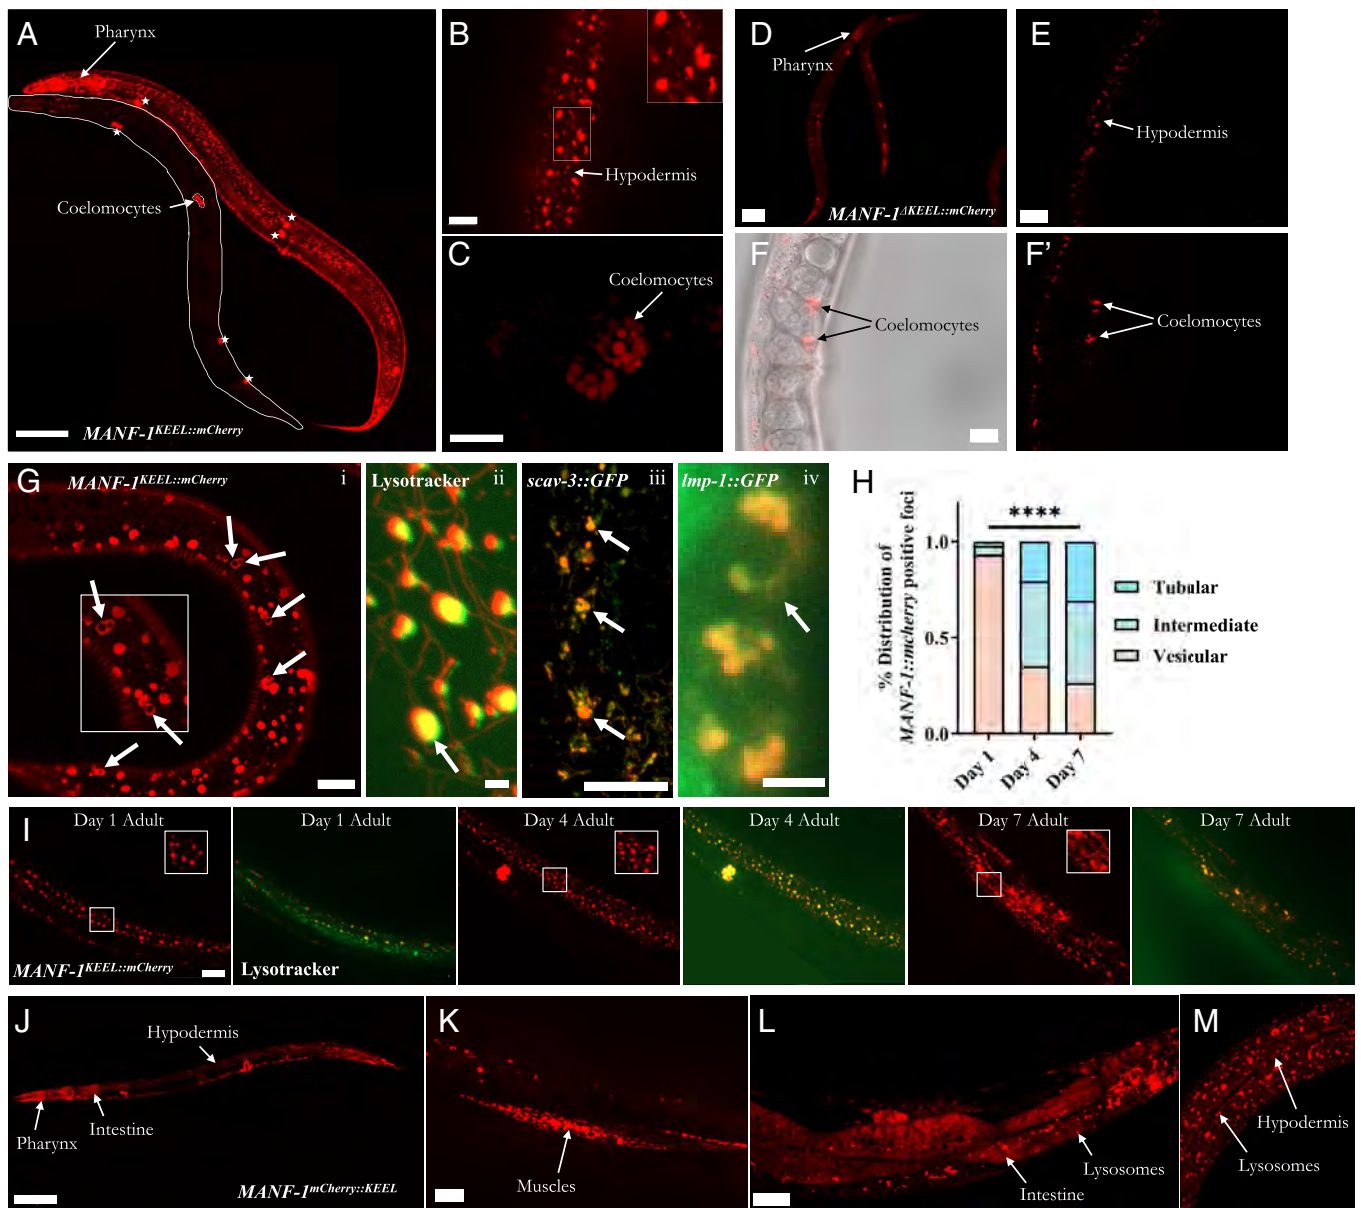 A
Pharynx
Coelomocytes
MANF-1KEEL::mCherry
B
Hypodermis
C
Coelomocytes
D
Pharynx
MANF-1ΔKEEL::mCherry
E
Hypodermis
F
Coelomocytes
F'
Coelomocytes
G
MANF-1KEEL::mCherry
i
Lysotracker
ii
scav-3::GFP
iii
lmp-1::GFP
iv
H
% Distribution of
MANF-1::mcherry positive foci
****
1.0
0.5
0.0
Day 1
Day 4
Day 7
Tubular
Intermediate
Vesicular
I
Day 1 Adult
MANF-1KEEL::mCherry
Day 1 Adult
Lysotracker
Day 4 Adult
Day 4 Adult
Day 7 Adult
Day 7 Adult
J
Hypodermis
Pharynx
Intestine
MANF-1mCherry::KEEL
K
Muscles
L
Lysosomes
Intestine
M
Hypodermis
Lysosomes